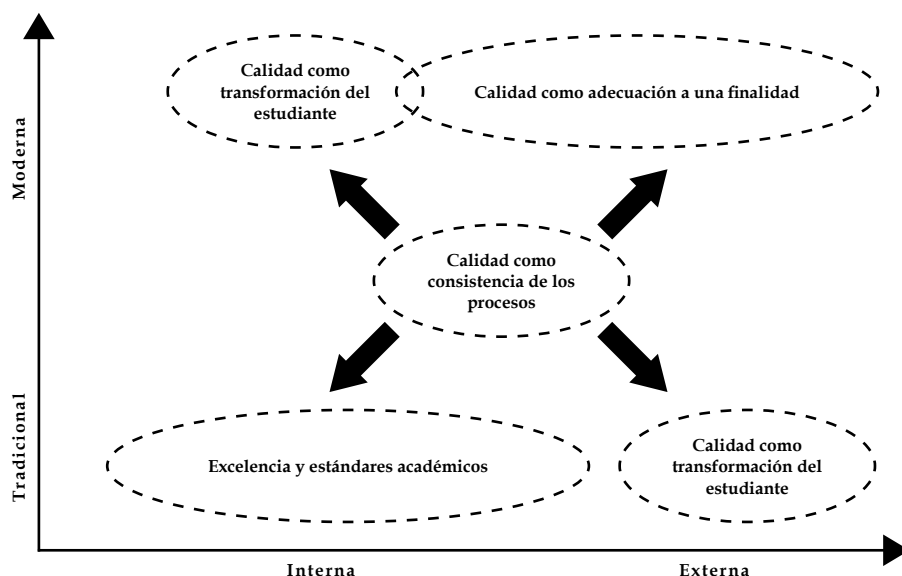 Moderna
Tradicional
Calidad como
transformación del
estudiante
Calidad como adecuación a una finalidad
Calidad como
consistencia de los
procesos
Excelencia y estándares académicos
Calidad como
transformación del
estudiante
Interna
Externa